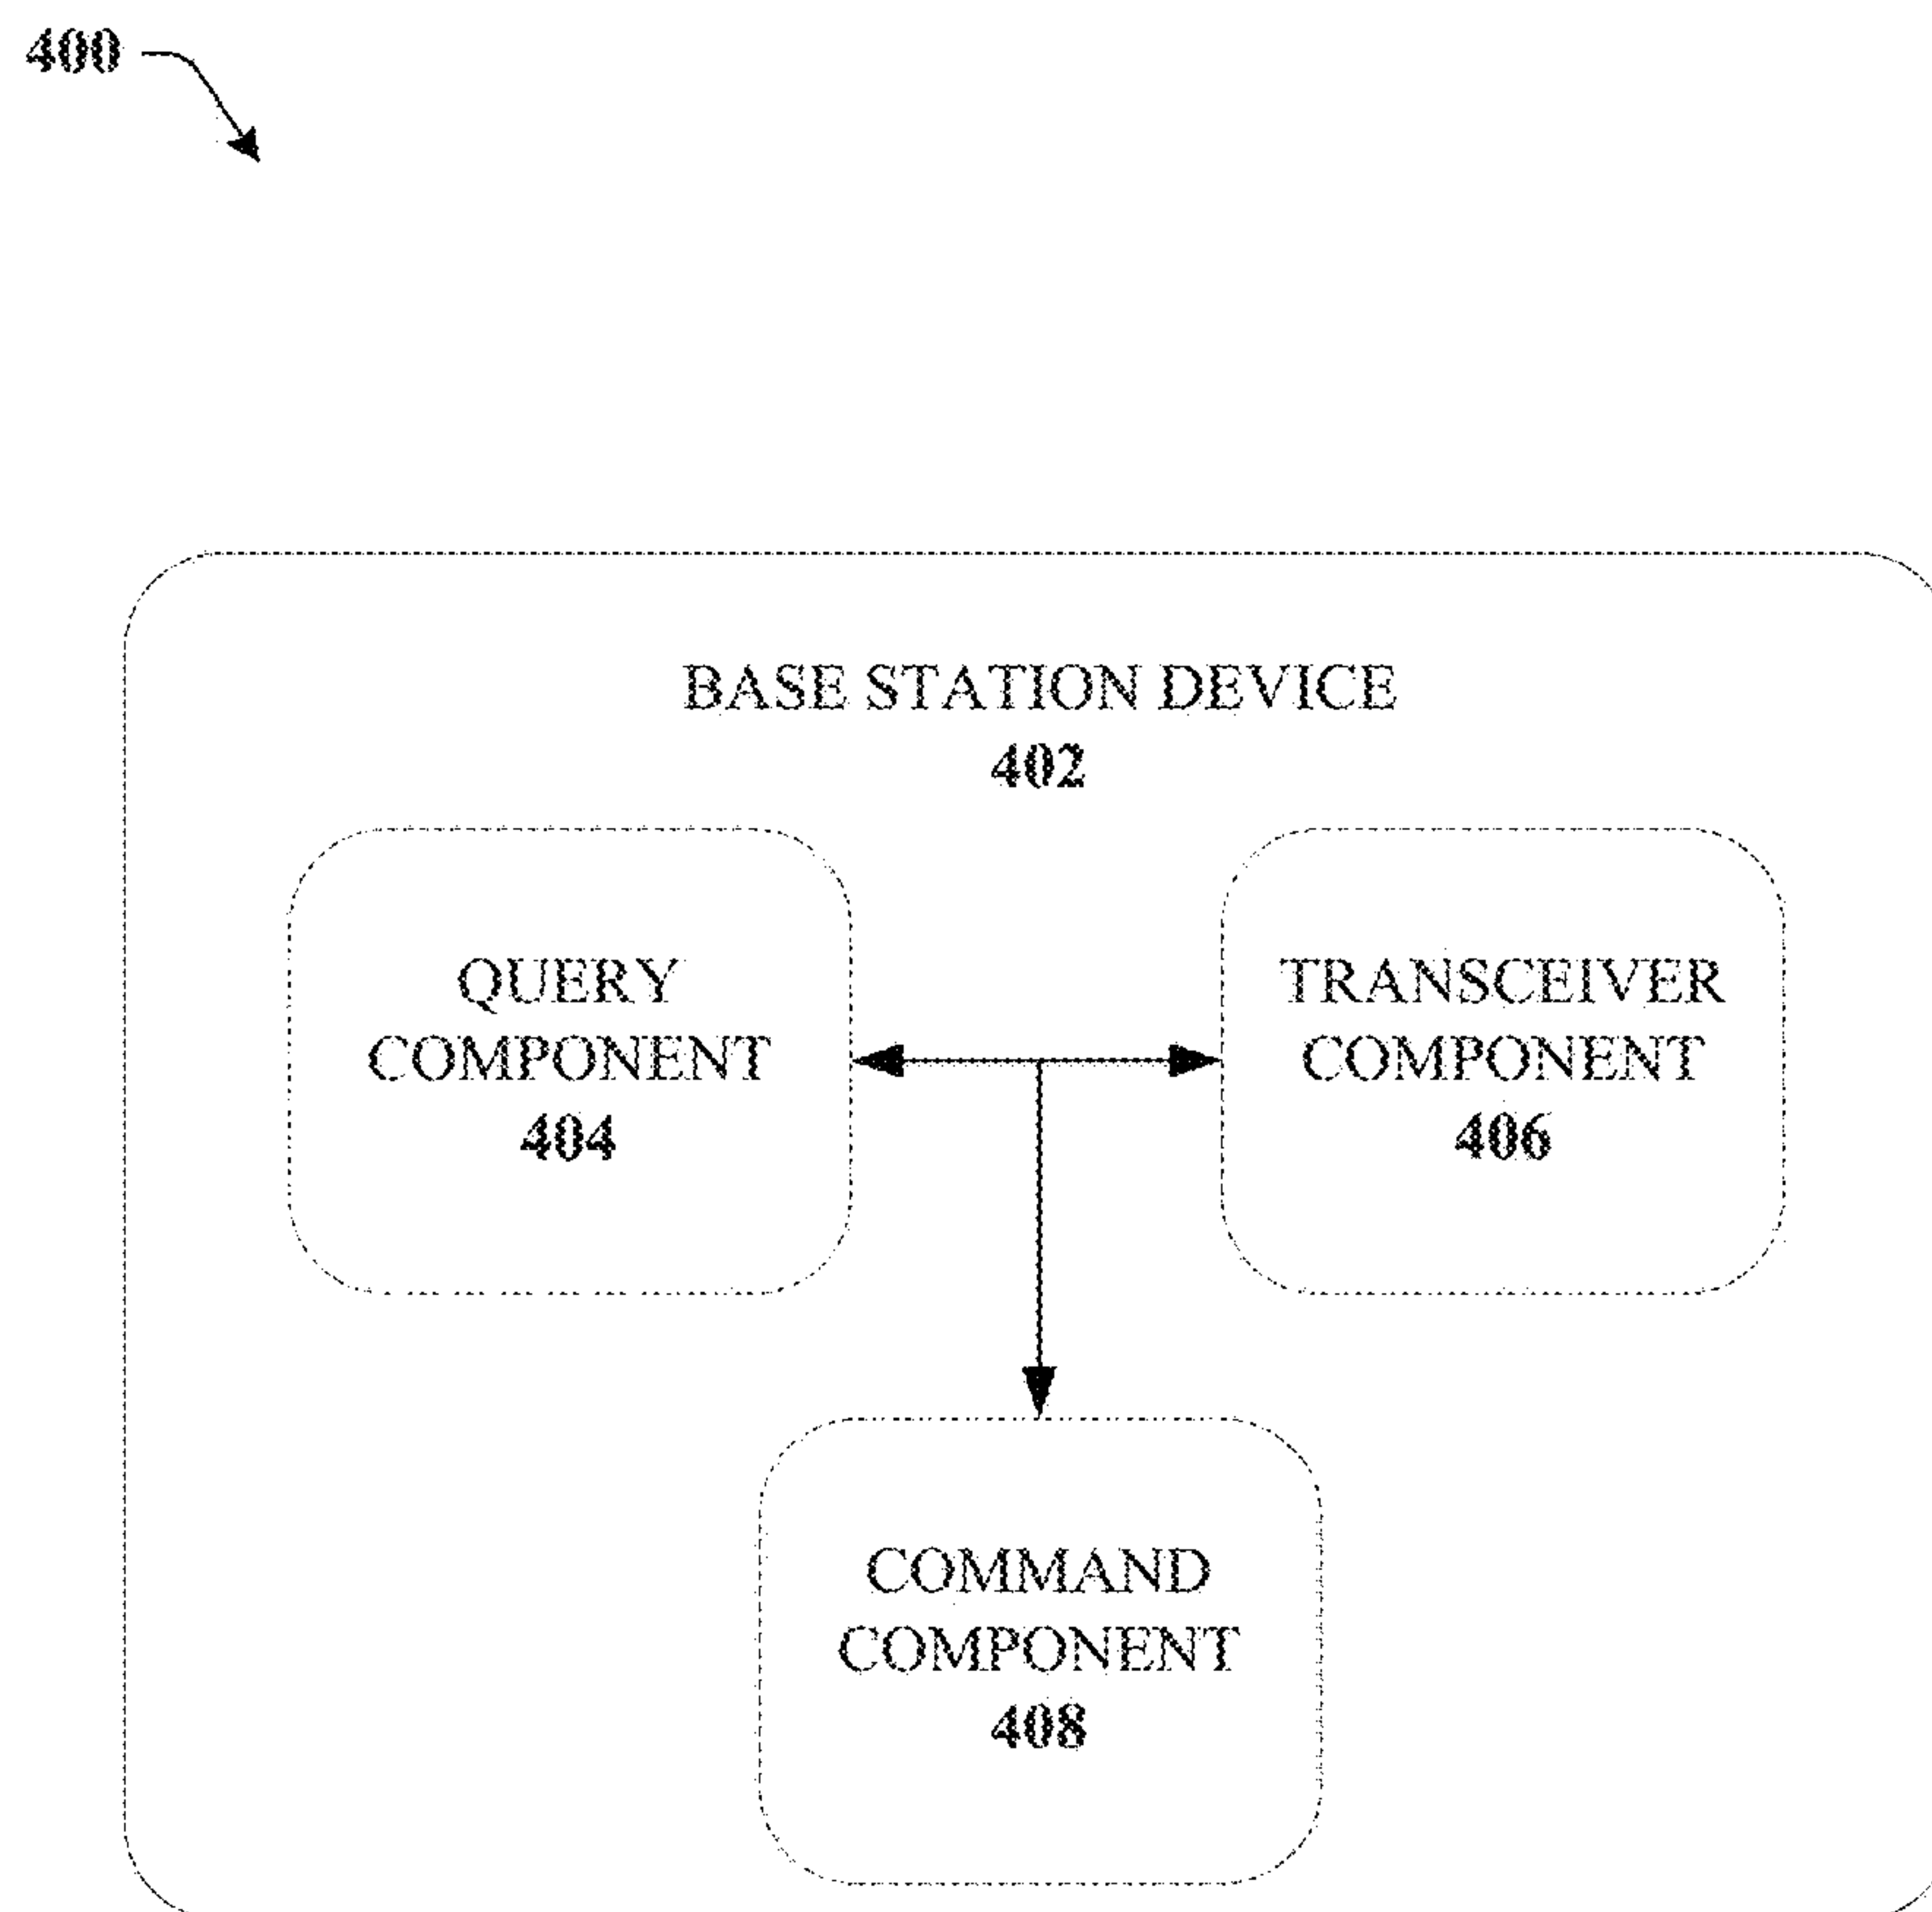 400
BASE STATION DEVICE
402
QUERY
COMPONENT
404
TRANSCEIVER
COMPONENT
406
COMMAND
COMPONENT
408